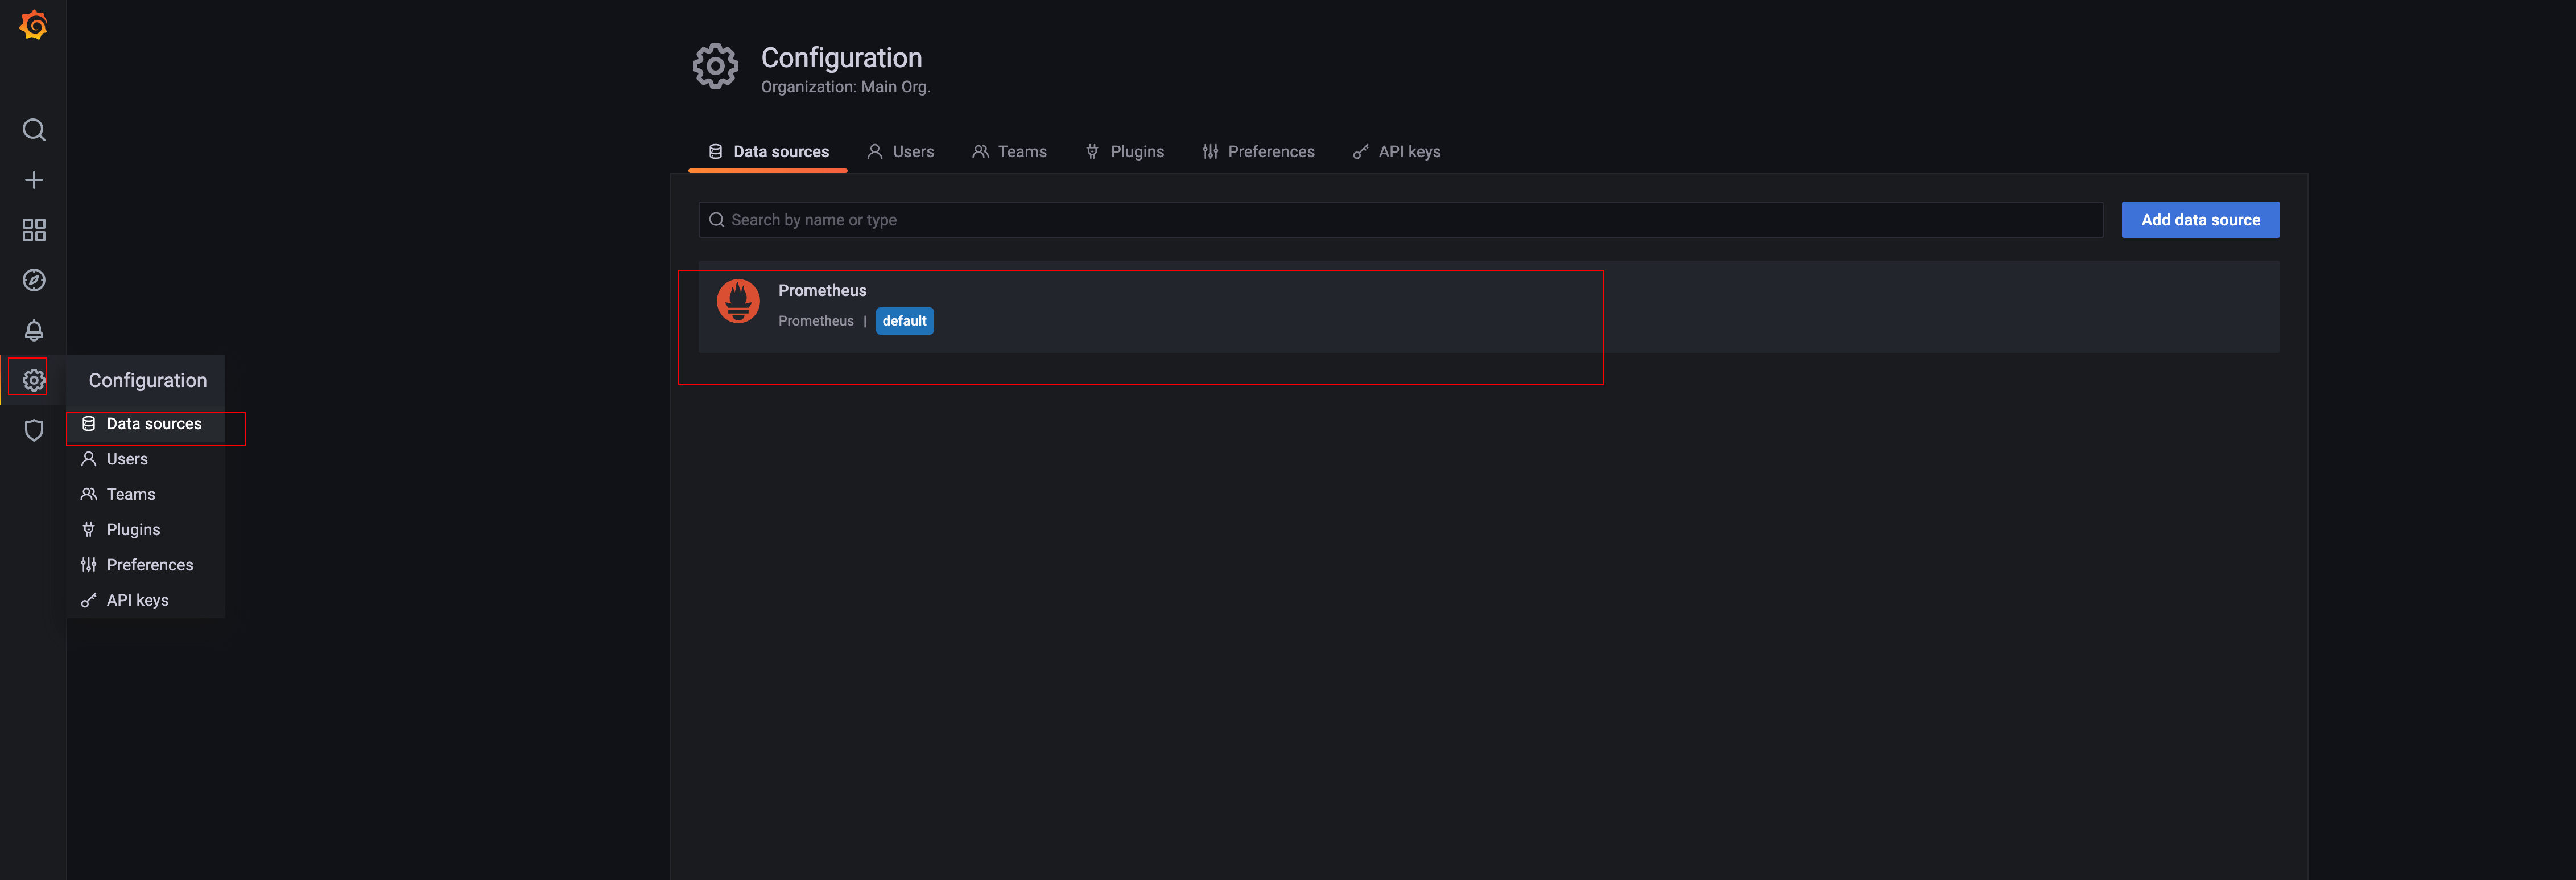 Configuration
Organization: Main Org.
Data sources
Users
Teams
Plugins
Preferences
API keys
Search by name or type
Add data source
Prometheus
Prometheus | default
Configuration
Data sources
Users
Teams
Plugins
Preferences
API keys